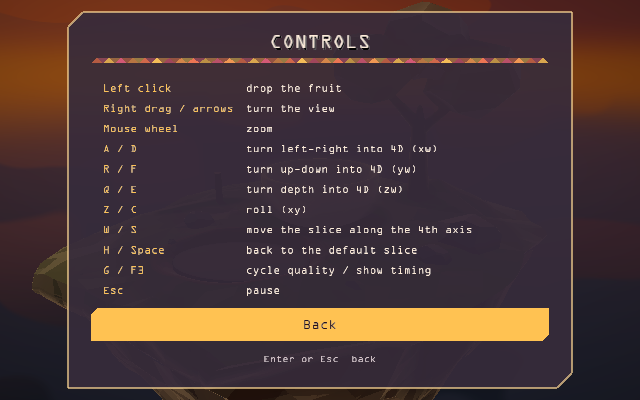 CONTROLS
Left click drop the fruit
Right drag / arrows turn the view
Mouse wheel zoom
A / D turn left-right into 4D (xw)
R / F turn up-down into 4D (yw)
Q / E turn depth into 4D (zw)
Z / C roll (xy)
W / S move the slice along the 4th axis
H / Space back to the default slice
G / F3 cycle quality / show timing
Esc pause
Back
Enter or Esc back